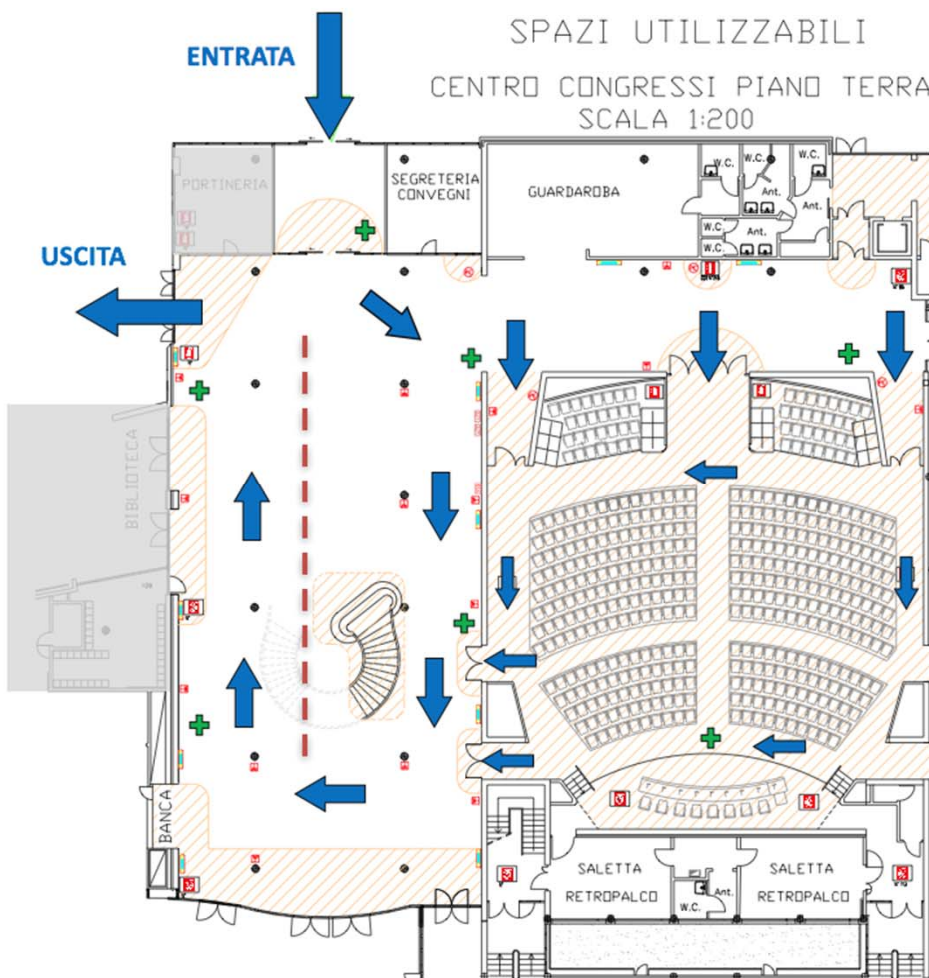 SPAZI UTILIZZABILI
ENTRATA
CENTRO CONGRESSI PIANO TERRA
SCALA 1:200
PORTINERIA
SEGRETERIA
CONVEGNI
GUARDAROBA
W.C.
W.C.
W.C.
Ant.
Ant.
W.C.
W.C.
Ant.
USCITA
BIBLIOTECA
BANCA
SALETTA
RETROPALCO
W.C.
Ant.
SALETTA
RETROPALCO